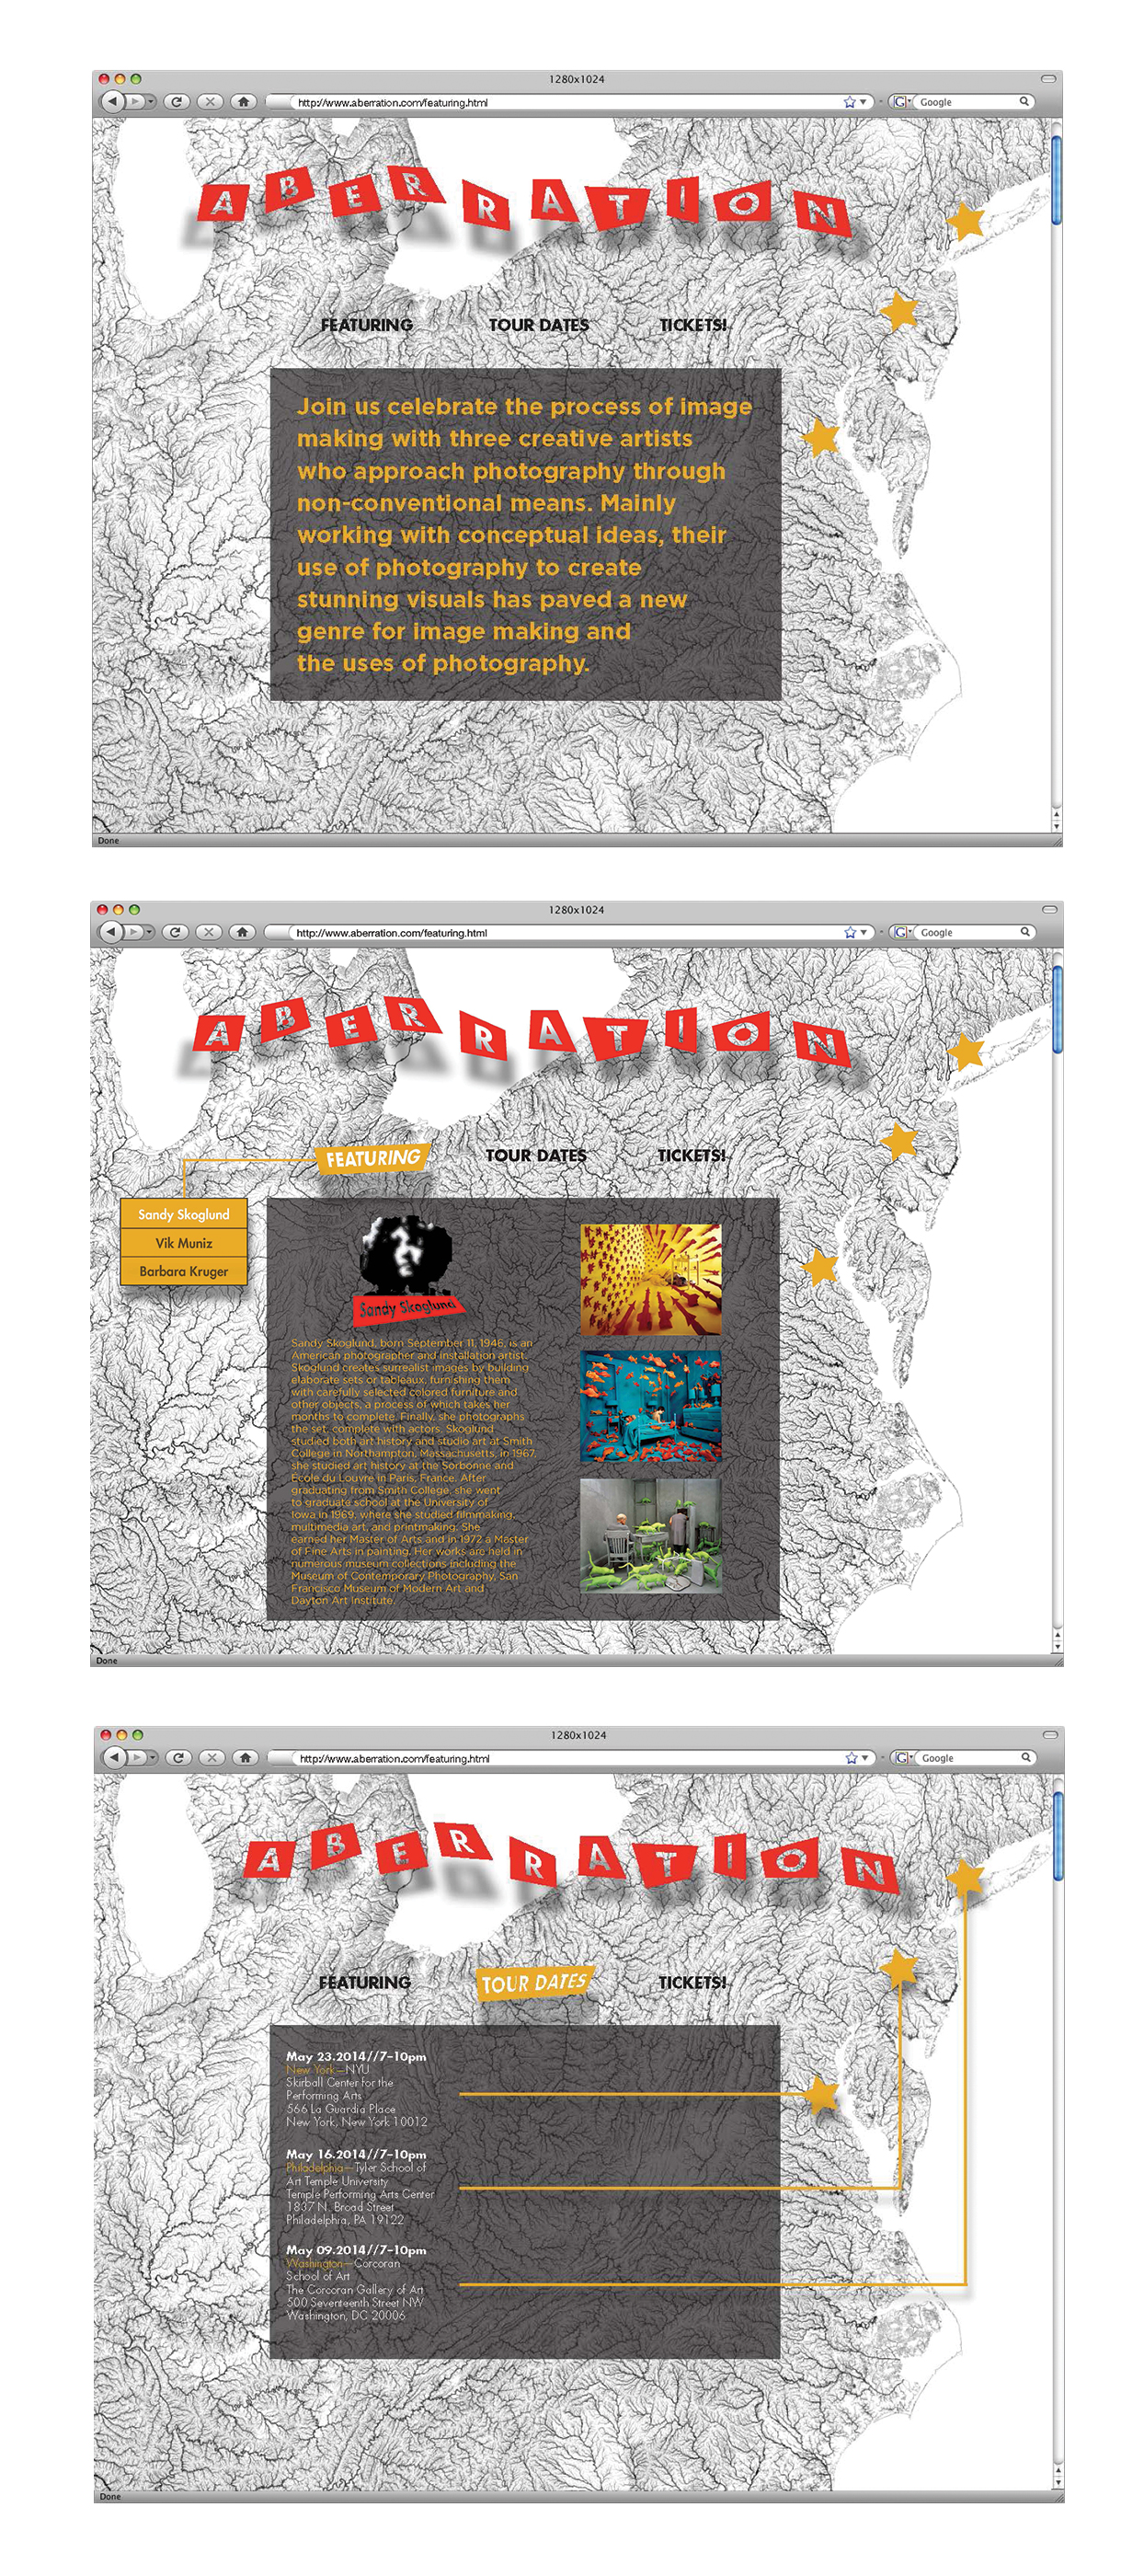 1280x1024
http://www.aberration.com/featuring.html
Google
ABERRATION
FEATURING TOUR DATES TICKETS!
Join us celebrate the process of image
making with three creative artists
who approach photography through
non-conventional means. Mainly
working with conceptual ideas, their
use of photography to create
stunning visuals has paved a new
genre for image making and
the uses of photography.
Done
1280x1024
http://www.aberration.com/featuring.html
Google
ABERRATION
FEATURING TOUR DATES TICKETS!
Sandy Skoglund
Vik Muniz
Barbara Kruger
Sandy Skoglund
Sandy Skoglund, born September 11, 1946, is an
American photographer and installation artist.
Skoglund creates surrealist images by building
elaborate sets or tableaux, furnishing them
with carefully selected colored furniture and
other objects, a process of which takes her
months to complete. Finally, she photographs
the set, complete with actors. Skoglund
studied both art history and studio art at Smith
College in Northampton, Massachusetts. In 1967,
she studied art history at the Sorbonne and
École du Louvre in Paris, France. After
graduating from Smith College, she went
to graduate school at the University of
Iowa in 1969, where she studied filmmaking,
multimedia art, and printmaking. She
earned her Master of Arts and in 1972 a Master
of Fine Arts in painting. Her works are held in
numerous museum collections including the
Museum of Contemporary Photography, San
Francisco Museum of Modern Art and
Dayton Art Institute.
Done
1280x1024
http://www.aberration.com/featuring.html
Google
ABERRATION
FEATURING TOUR DATES TICKETS!
May 23.2014//7-10pm
New York—NYU
Skirball Center for the
Performing Arts
566 La Guardia Place
New York, New York 10012
May 16.2014//7-10pm
Philadelphia—Tyler School of
Art Temple University
Temple Performing Arts Center
1837 N. Broad Street
Philadelphia, PA 19122
May 09.2014//7-10pm
Washington—Corcoran
School of Art
The Corcoran Gallery of Art
500 Seventeenth Street NW
Washington, DC 20006
Done